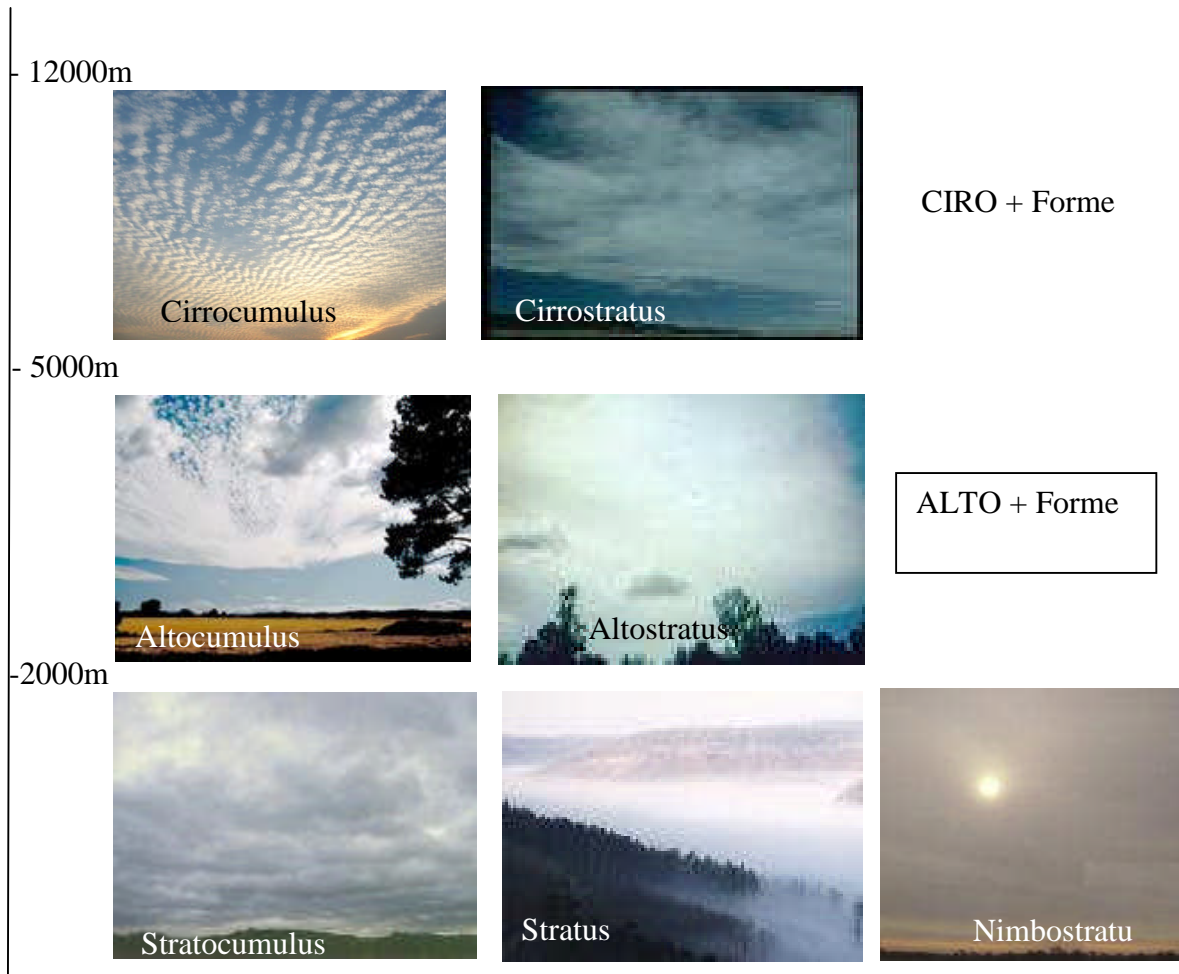 - 12000m
Cirrocumulus
Cirrostratus
CIRO + Forme
- 5000m
Altocumulus
Altostratus
ALTO + Forme
-2000m
Stratocumulus
Stratus
Nimbostratu